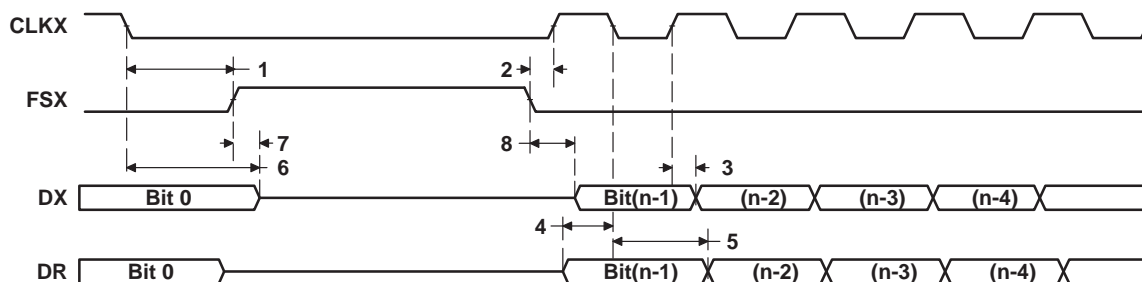 CLKX
1 2
FSX
7 8
6 3
DX Bit 0 Bit(n-1) (n-2) (n-3) (n-4)
4 5
DR Bit 0 Bit(n-1) (n-2) (n-3) (n-4)